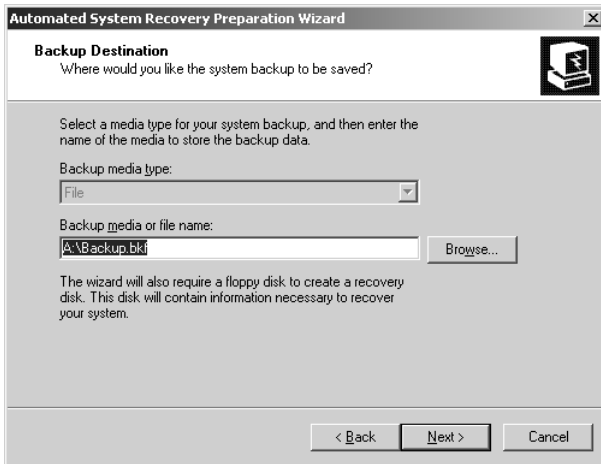 Automated System Recovery Preparation Wizard
Backup Destination
Where would you like the system backup to be saved?
Select a media type for your system backup, and then enter the
name of the media to store the backup data.
Backup media type:
File
Backup media or file name:
A:\Backup.bkf
Browse...
The wizard will also require a floppy disk to create a recovery
disk. This disk will contain information necessary to recover
your system.
< Back Next > Cancel